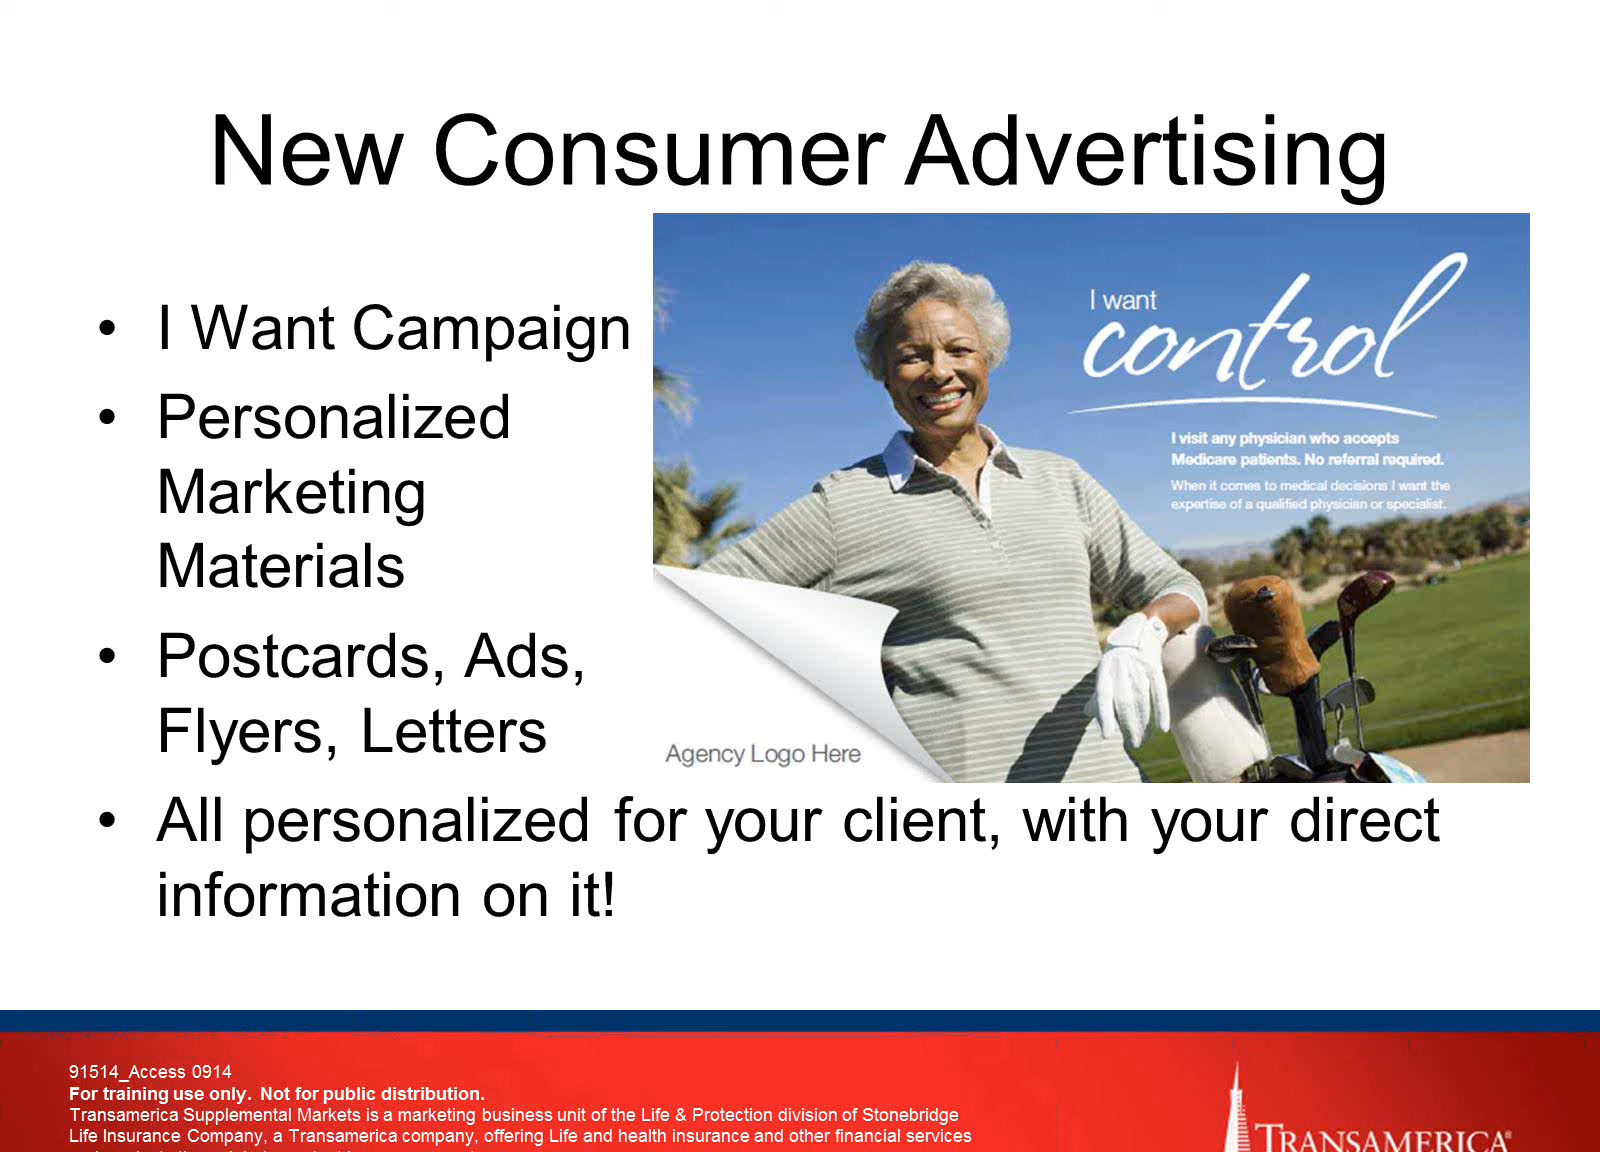 New Consumer Advertising
• I Want Campaign
• Personalized
Marketing
Materials
• Postcards, Ads,
Flyers, Letters
• All personalized for your client, with your direct
information on it!
I want
control
I visit any physician who accepts
Medicare patients. No referral required.
When it comes to medical decisions I want the
expertise of a qualified physician or specialist.
Agency Logo Here
91514_Access 0914
For training use only. Not for public distribution.
Transamerica Supplemental Markets is a marketing business unit of the Life & Protection division of Stonebridge
Life Insurance Company, a Transamerica company, offering Life and health insurance and other financial services
TRANSAMERICA®